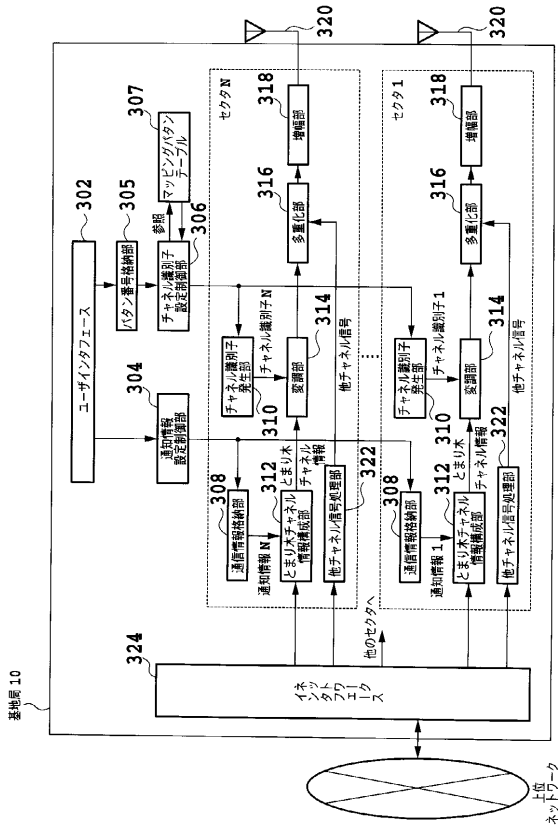 基地局 10
302
ユーザインタフェース
304
通知情報
設定制御部
305
パタン番号格納部
306
チャネル識別子
設定制御部
参照
307
マッピングパタン
テーブル
セクタ N
308
通信情報格納部
通知情報 N
310
チャネル識別子
発生部
チャネル識別子 N
312
とまり木チャネル
情報構成部
とまり木
チャネル
情報
314
変調部
316
多重化部
318
増幅部
320
322
他チャネル信号処理部
他チャネル信号
セクタ 1
308
通信情報格納部
通知情報 1
310
チャネル識別子
発生部
チャネル識別子 1
312
とまり木チャネル
情報構成部
とまり木
チャネル情報
314
変調部
316
多重化部
318
増幅部
320
322
他チャネル信号処理部
他チャネル信号
他のセクタへ
324
ネットワーク
インタフェース
上位
ネットワーク